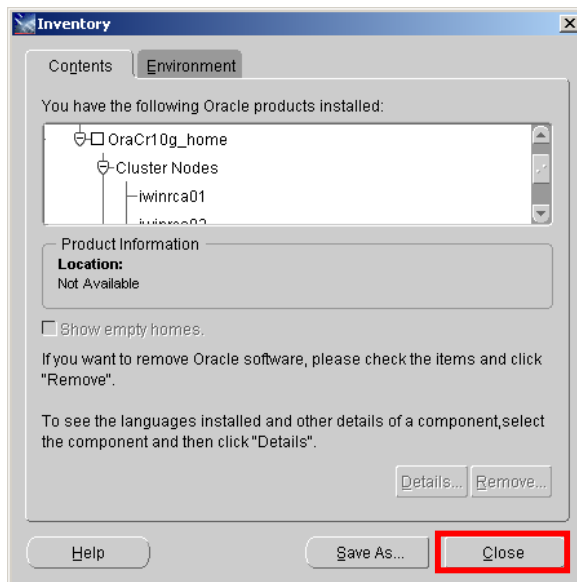 Inventory
Contents
Environment
You have the following Oracle products installed:
OraCr10g_home
Cluster Nodes
iwinrca01
Product Information
Location:
Not Available
Show empty homes.
If you want to remove Oracle software, please check the items and click
"Remove".
To see the languages installed and other details of a component,select
the component and then click "Details".
Details...
Remove...
Help
Save As...
Close